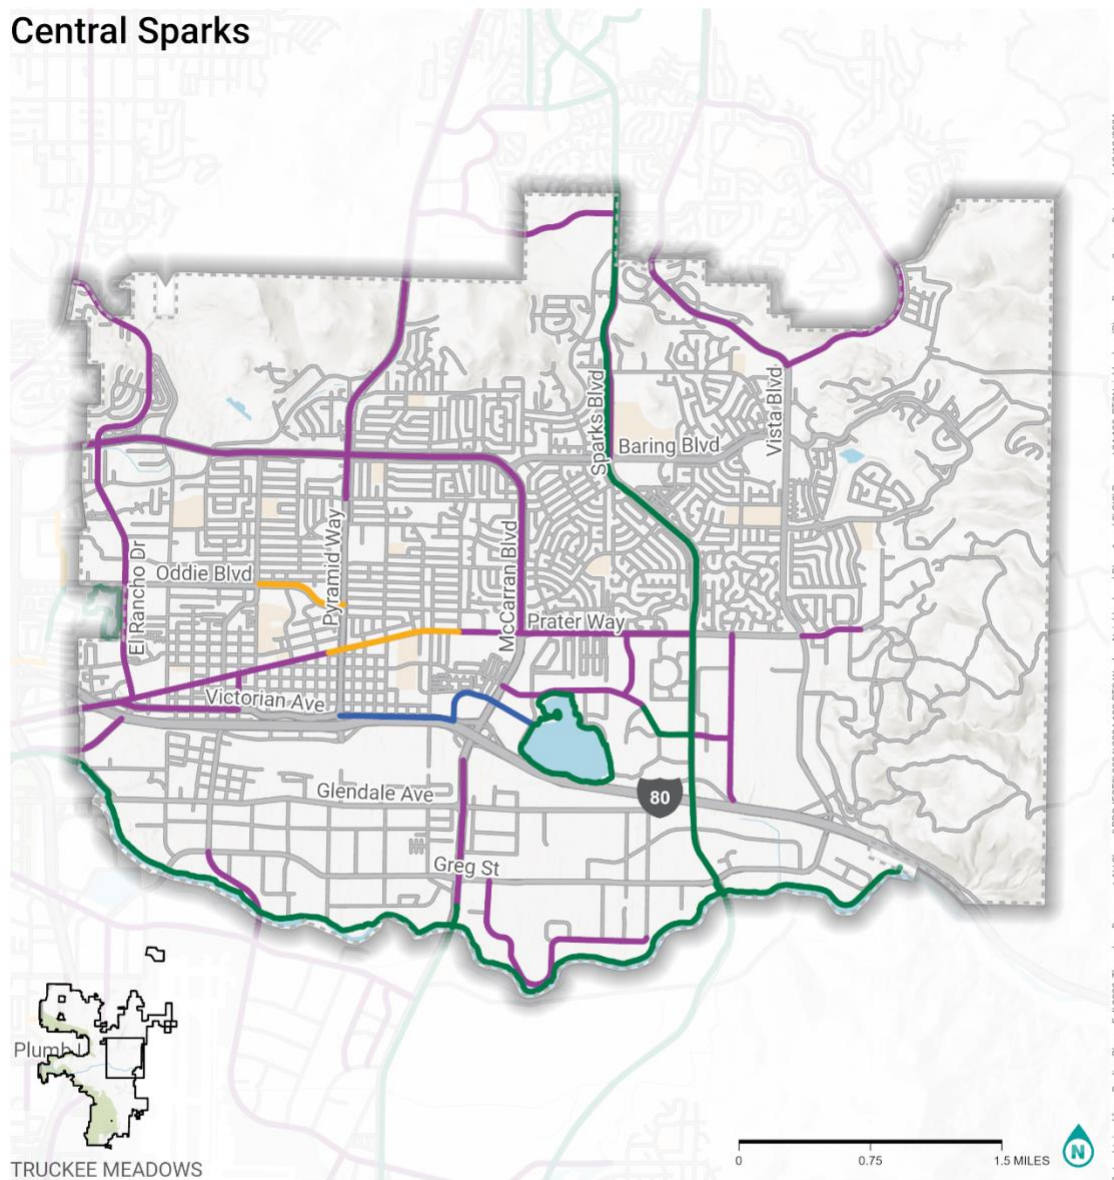 Central Sparks
Sparks Blvd
Baring Blvd
Vista Blvd
Pyramid Way
McCarran Blvd
El Rancho Dr
Oddie Blvd
Prater Way
Victorian Ave
Glendale Ave
80
Greg St
Plumb L
TRUCKEE MEADOWS
0 0.75 1.5 MILES
N